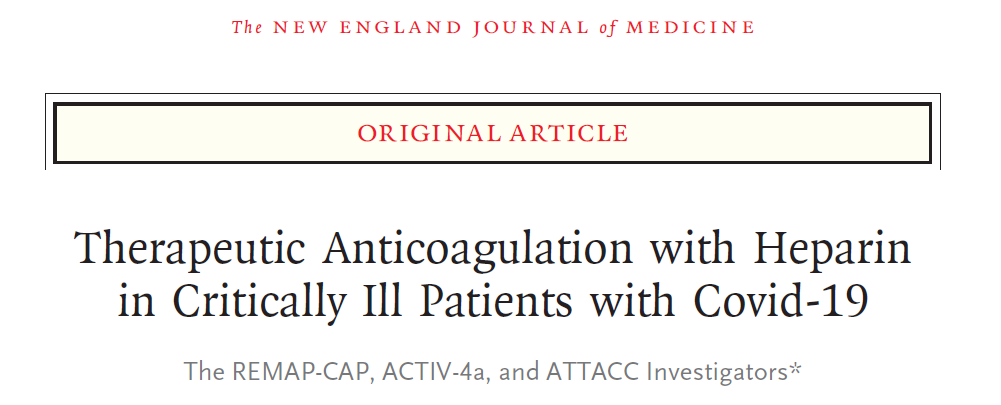 The NEW ENGLAND JOURNAL of MEDICINE
ORIGINAL ARTICLE
Therapeutic Anticoagulation with Heparin
in Critically Ill Patients with Covid-19
The REMAP-CAP, ACTIV-4a, and ATTACC Investigators*